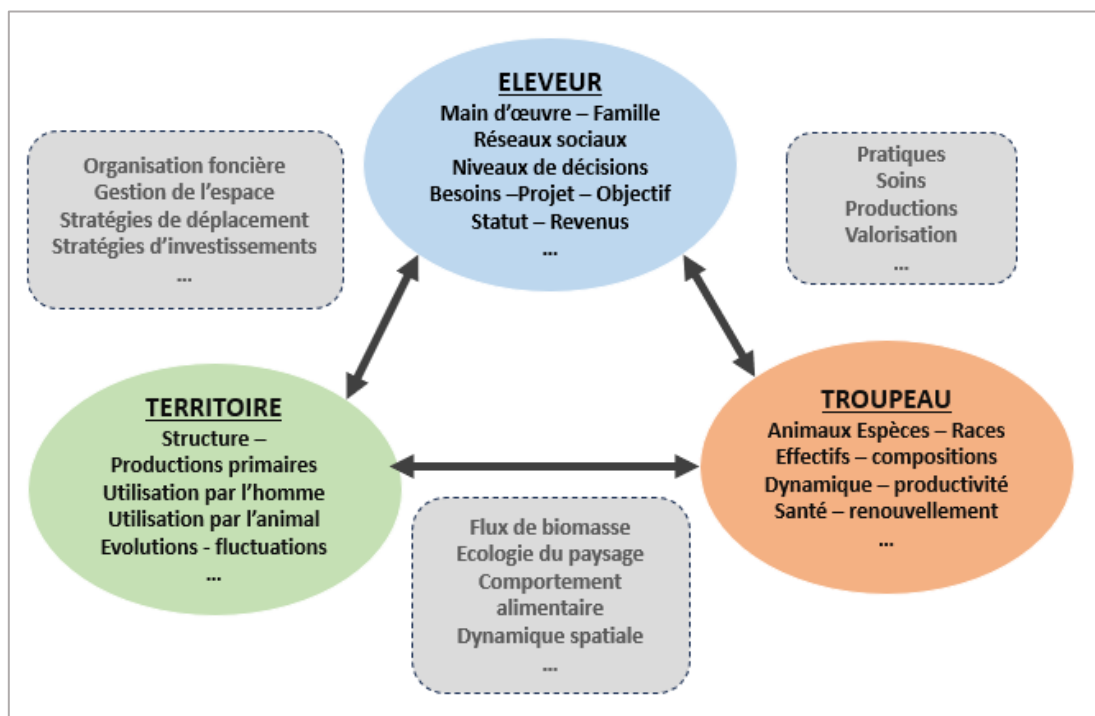 ELEVEUR
Main d'œuvre – Famille
Réseaux sociaux
Niveaux de décisions
Besoins –Projet – Objectif
Statut – Revenus
...
Organisation foncière
Gestion de l'espace
Stratégies de déplacement
Stratégies d'investissements
...
Pratiques
Soins
Productions
Valorisation
...
TERRITOIRE
Structure –
Productions primaires
Utilisation par l'homme
Utilisation par l'animal
Evolutions - fluctuations
...
TROUPEAU
Animaux Espèces – Races
Effectifs – compositions
Dynamique – productivité
Santé – renouvellement
...
Flux de biomasse
Ecologie du paysage
Comportement
alimentaire
Dynamique spatiale
...